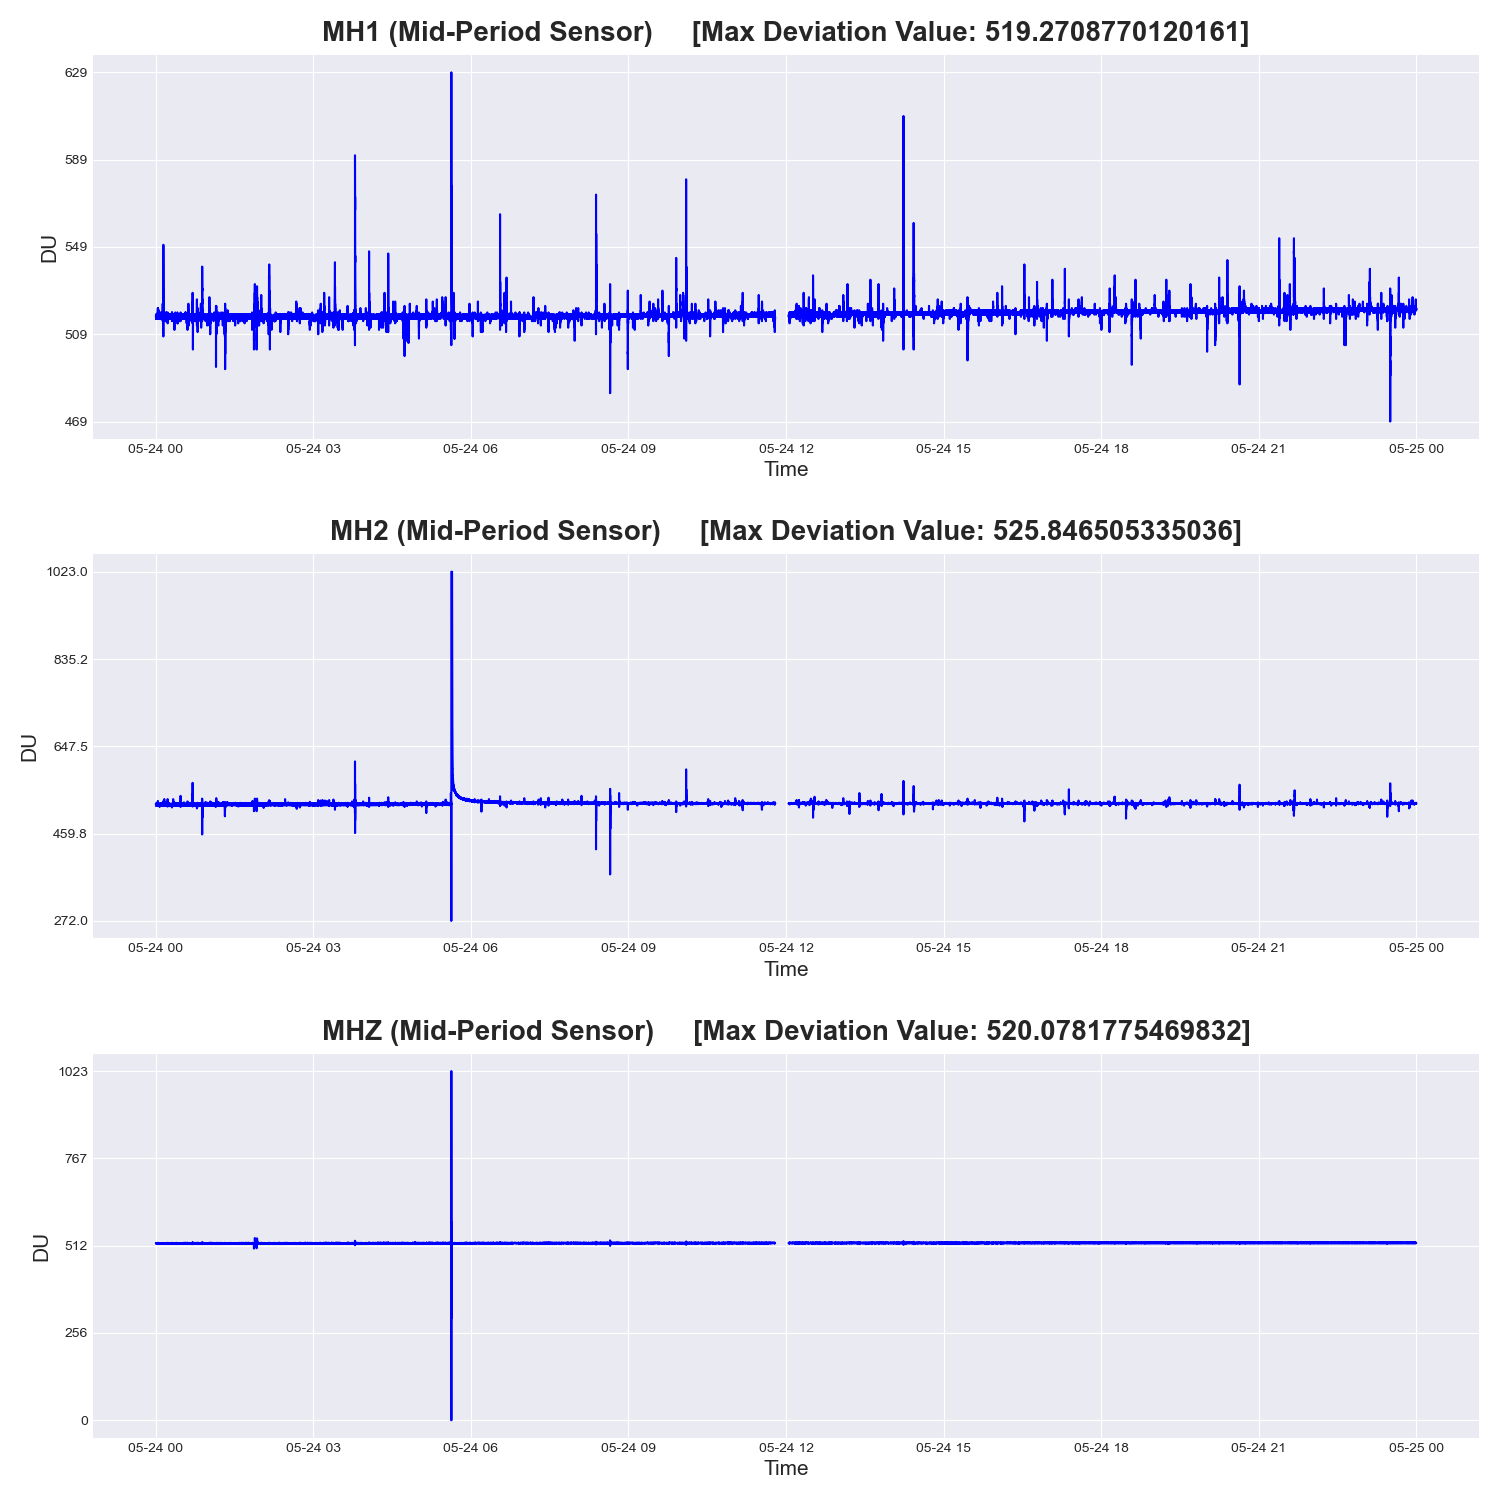 MH1 (Mid-Period Sensor)     [Max Deviation Value: 519.2708770120161]
629
589
549
509
469
DU
05-24 00 05-24 03 05-24 06 05-24 09 05-24 12 05-24 15 05-24 18 05-24 21 05-25 00
Time
MH2 (Mid-Period Sensor)     [Max Deviation Value: 525.846505335036]
1023.0
835.2
647.5
459.8
272.0
DU
05-24 00 05-24 03 05-24 06 05-24 09 05-24 12 05-24 15 05-24 18 05-24 21 05-25 00
Time
MHZ (Mid-Period Sensor)     [Max Deviation Value: 520.0781775469832]
1023
767
512
256
0
DU
05-24 00 05-24 03 05-24 06 05-24 09 05-24 12 05-24 15 05-24 18 05-24 21 05-25 00
Time